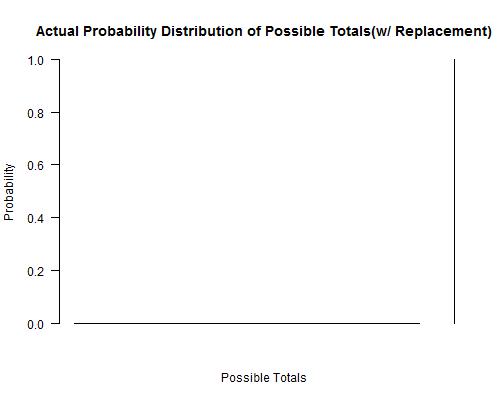 Actual Probability Distribution of Possible Totals(w/ Replacement)
1.0
0.8
0.6
0.4
0.2
0.0
Probability
Possible Totals